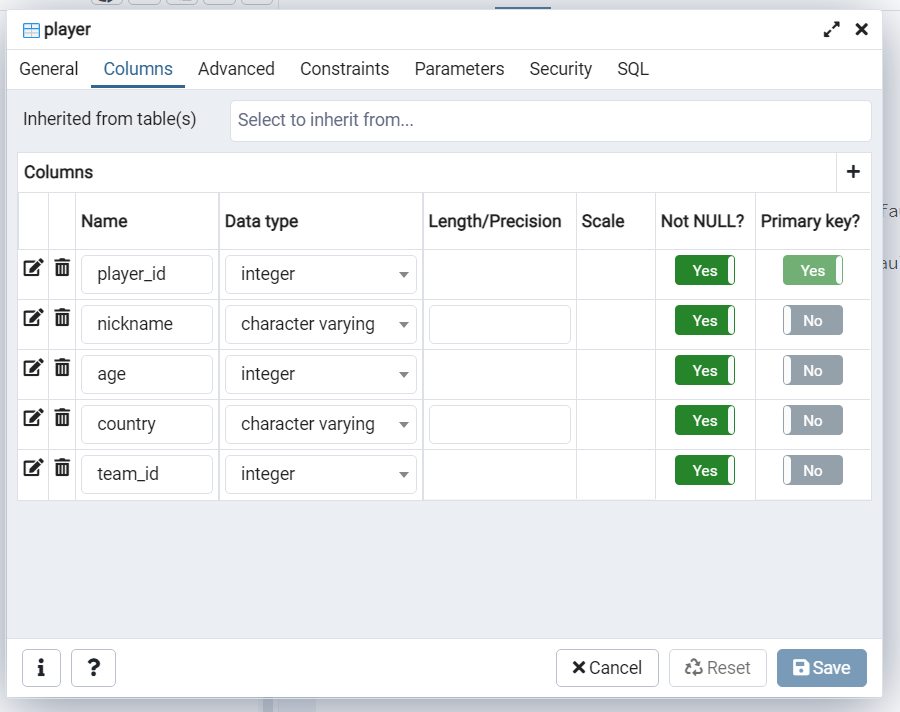 player
General Columns Advanced Constraints Parameters Security SQL
Inherited from table(s) Select to inherit from...
Columns
Name Data type Length/Precision Scale Not NULL? Primary key?
player_id integer Yes Yes
nickname character varying Yes No
age integer Yes No
country character varying Yes No
team_id integer Yes No
Cancel Reset Save